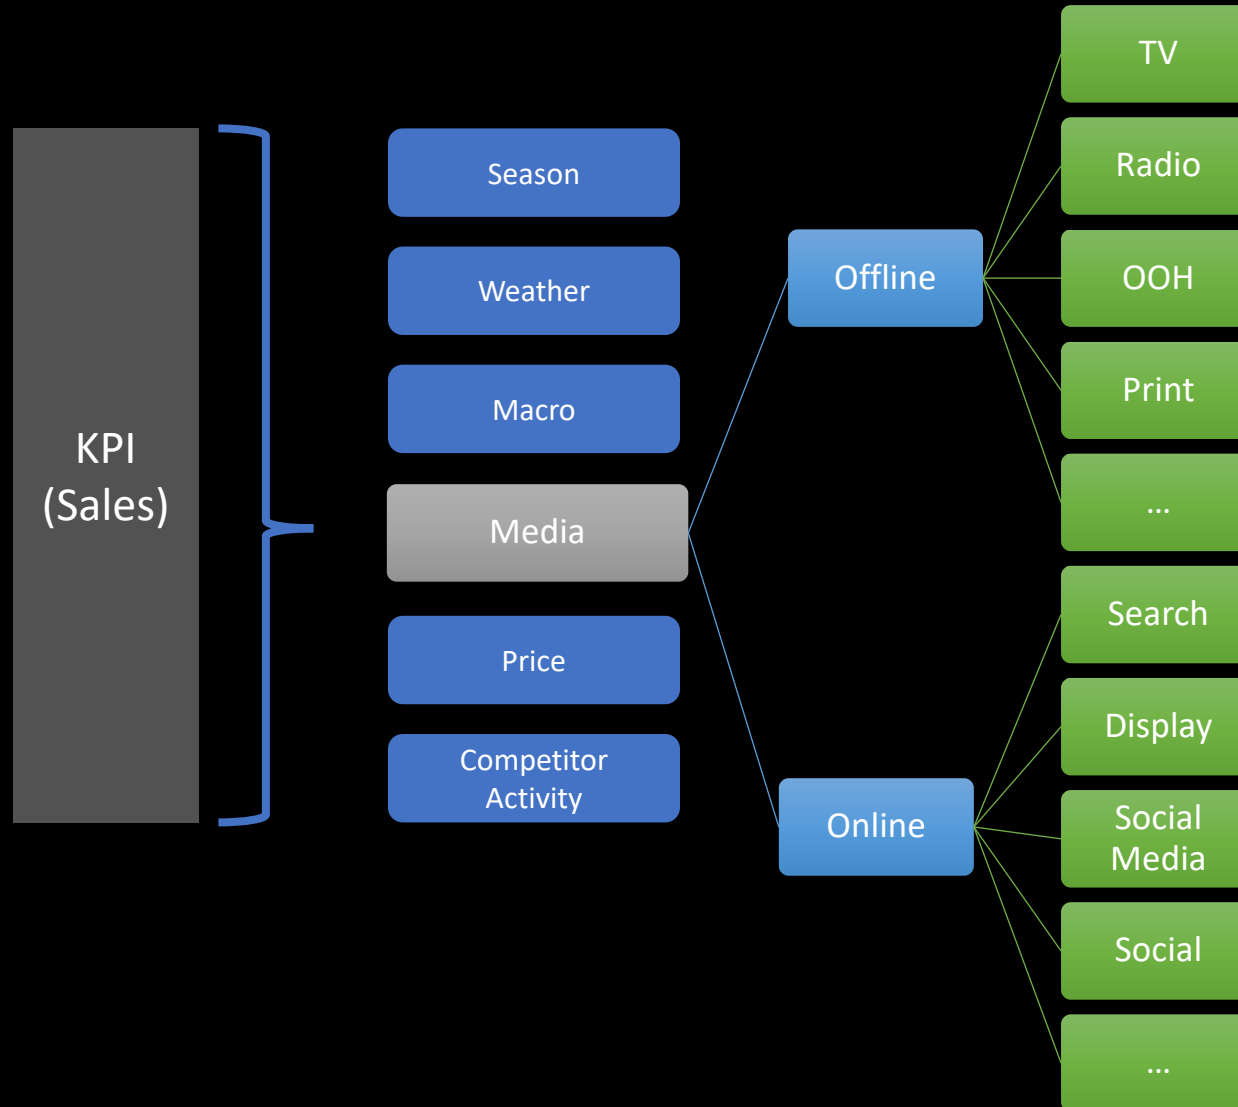 KPI
(Sales)
Season
Weather
Macro
Media
Price
Competitor
Activity
Offline
Online
TV
Radio
OOH
Print
...
Search
Display
Social
Media
Social
...